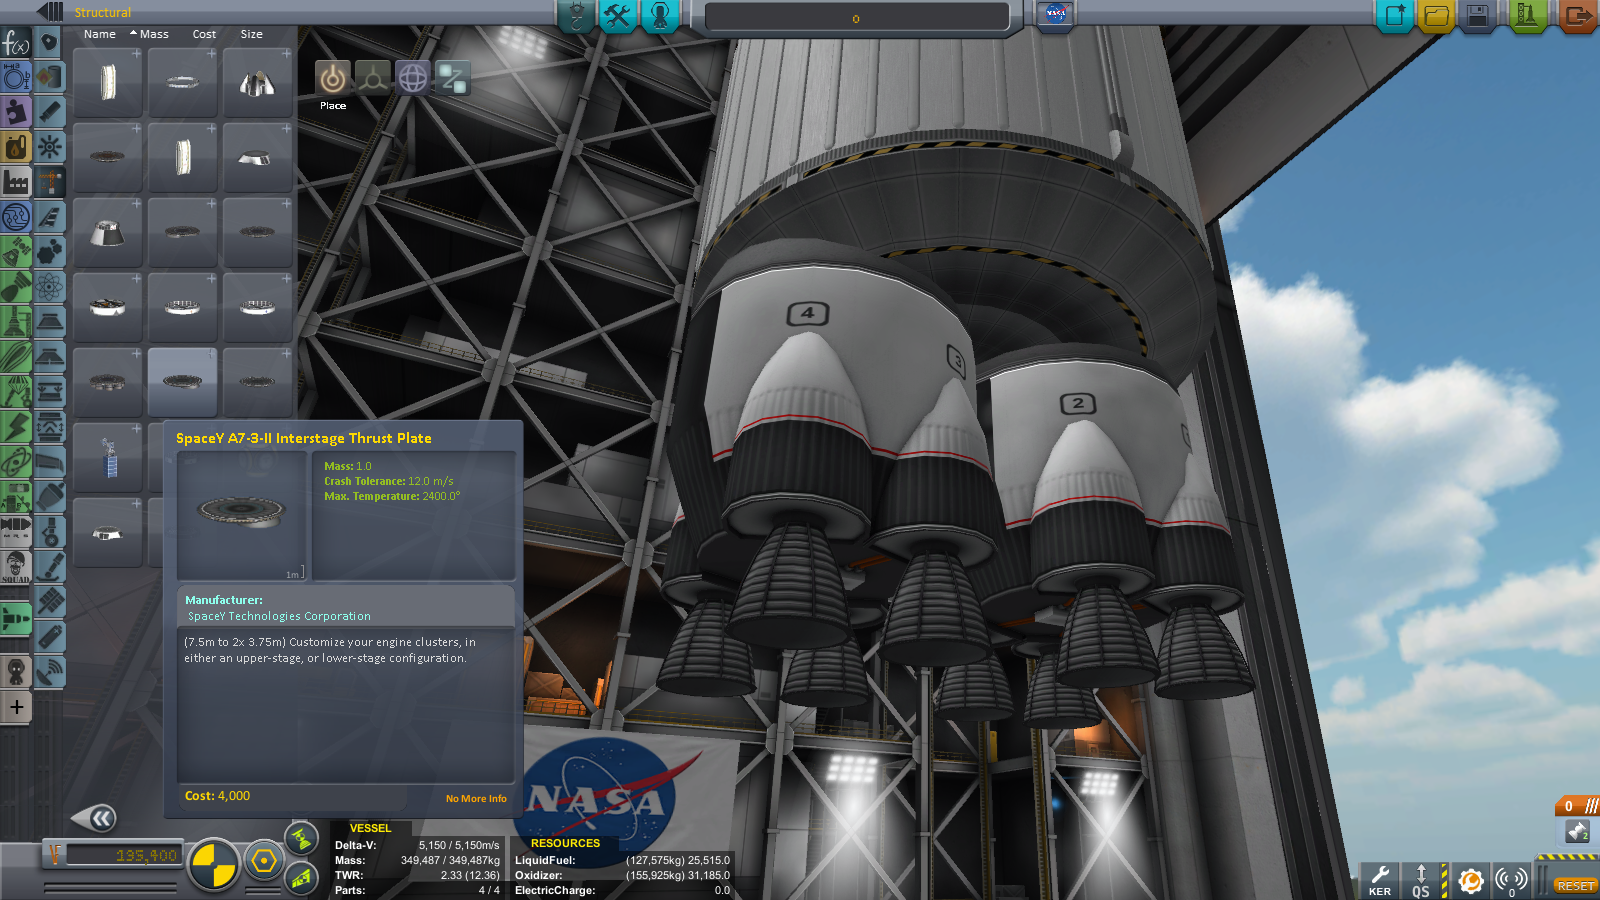 Structural
0
NASA
Name Mass Cost Size
f(x)
Place
4
3
2
SpaceY A7-3-II Interstage Thrust Plate
Mass: 1.0
Crash Tolerance: 12.0 m/s
Max. Temperature: 2400.0°
1m
Manufacturer:
SpaceY Technologies Corporation
(7.5m to 2x 3.75m) Customize your engine clusters, in
either an upper-stage, or lower-stage configuration.
Cost: 4,000
No More Info
SQUAD
NASA
VESSEL
Delta-V: 5,150 / 5,150m/s
Mass: 349,487 / 349,487kg
TWR: 2.33 (12.36)
Parts: 4 / 4
RESOURCES
LiquidFuel: (127,575kg) 25,515.0
Oxidizer: (155,925kg) 31,185.0
ElectricCharge: 0.0
0
2
KER
QS
0
RESET